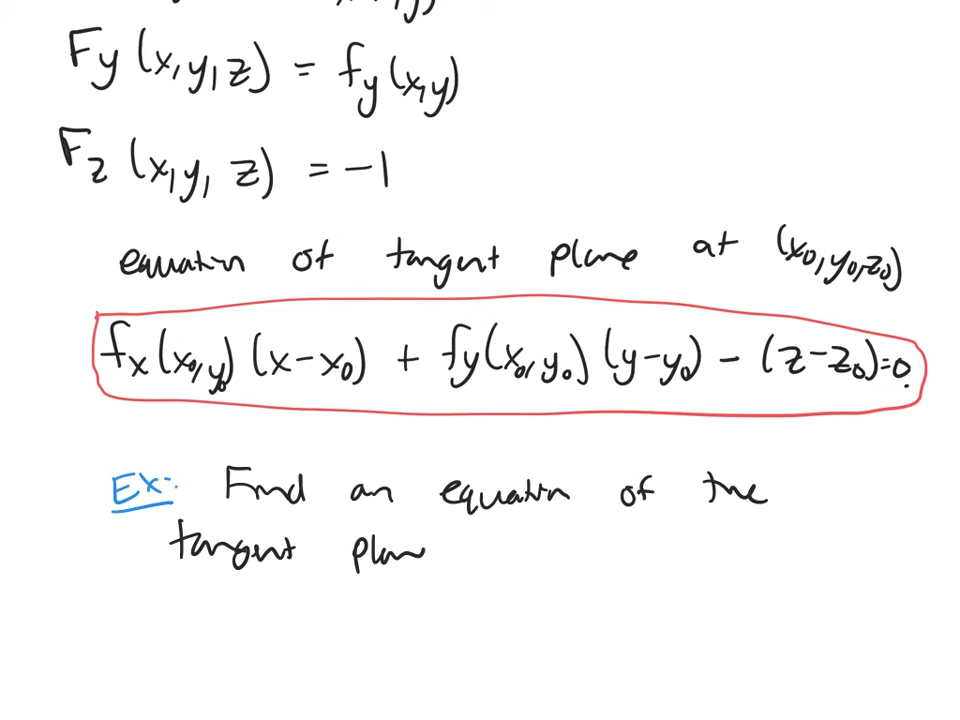 Fy (x,y,z) = fy(x,y)
Fz (x,y, z) = -1
equation of tangent plane at (x0,y0,z0)
fx(x0,y0) (x-x0) + fy(x0,y0) (y-y0) - (z-z0)=0.
Ex: Find an equation of the
tangent plan